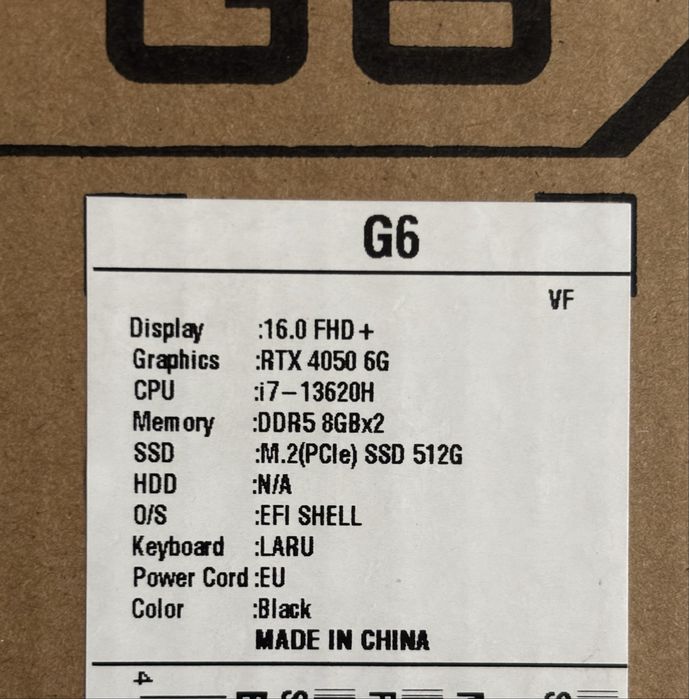 G6
G6
VF
Display :16.0 FHD+
Graphics :RTX 4050 6G
CPU :i7-13620H
Memory :DDR5 8GBx2
SSD :M.2(PCIe) SSD 512G
HDD :N/A
O/S :EFI SHELL
Keyboard :LARU
Power Cord :EU
Color :Black
MADE IN CHINA